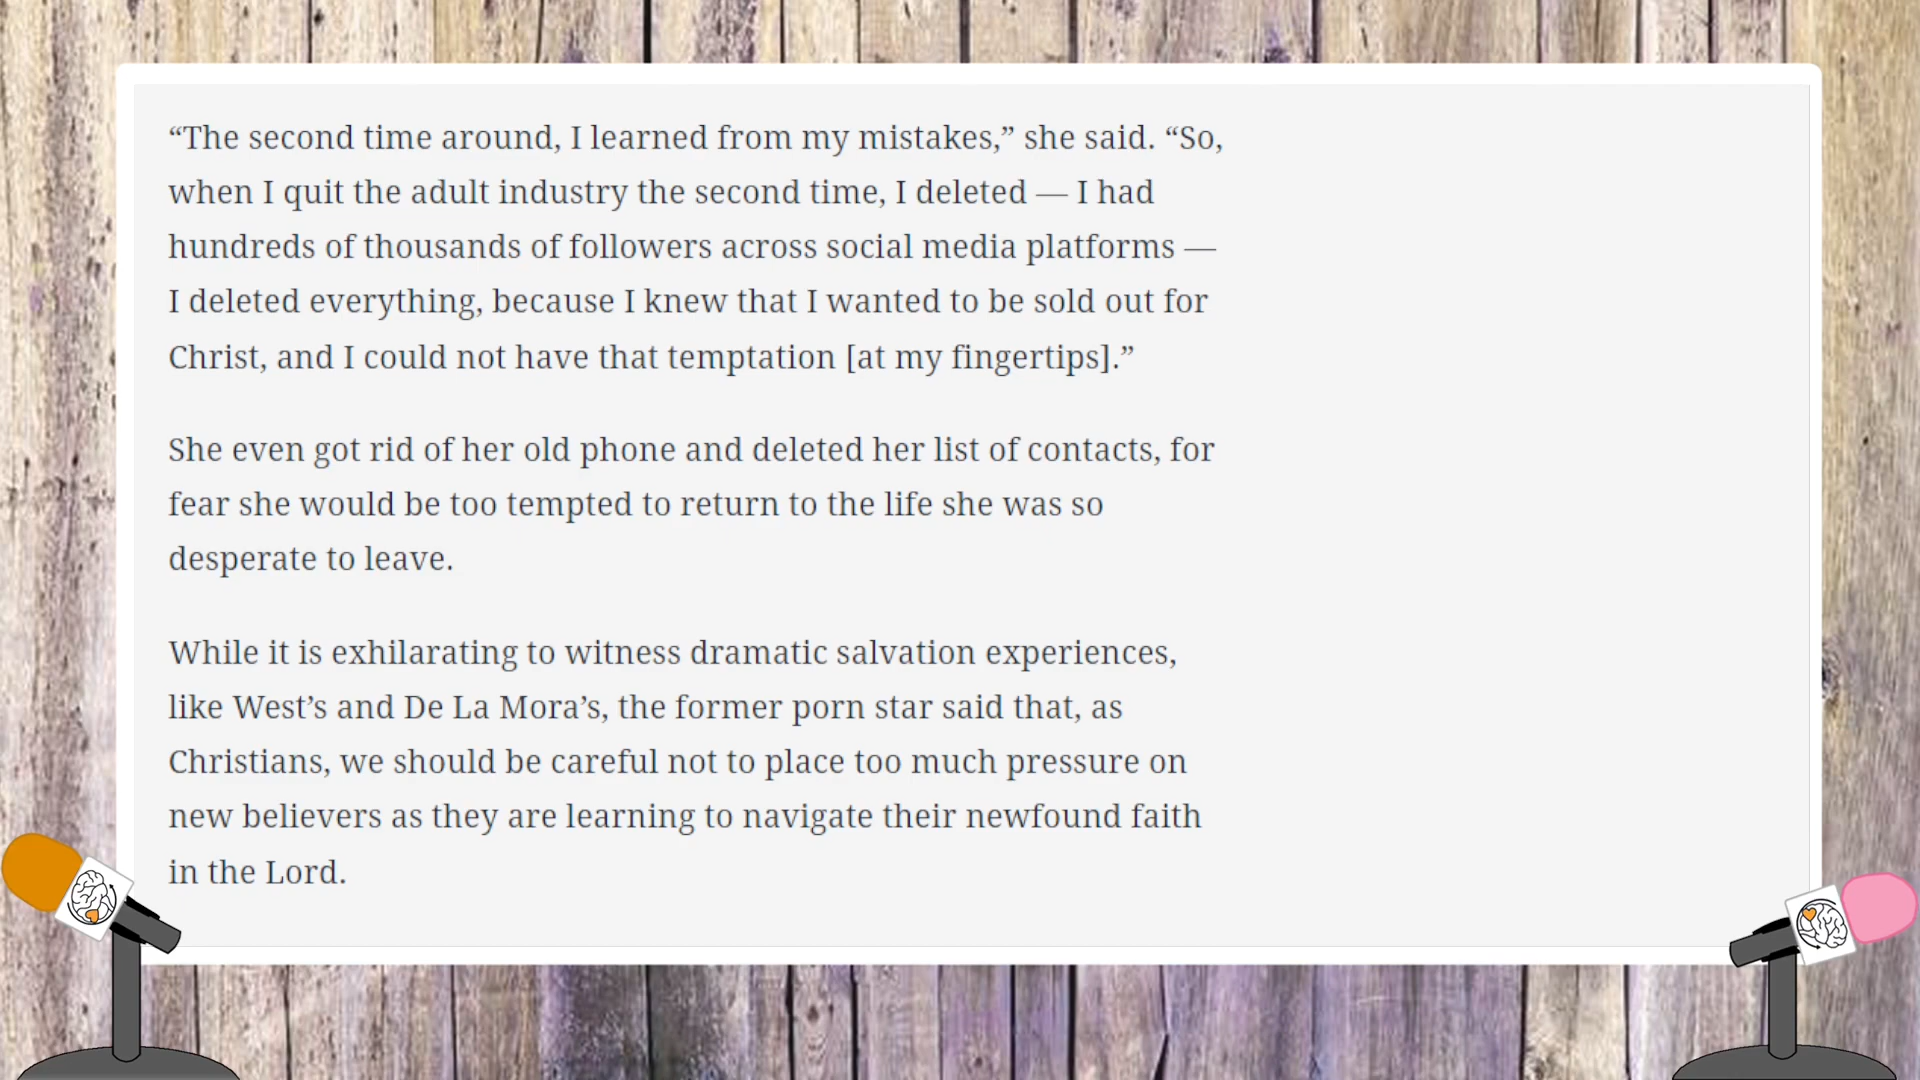 “The second time around, I learned from my mistakes,” she said. “So,
when I quit the adult industry the second time, I deleted — I had
hundreds of thousands of followers across social media platforms —
I deleted everything, because I knew that I wanted to be sold out for
Christ, and I could not have that temptation [at my fingertips].”
She even got rid of her old phone and deleted her list of contacts, for
fear she would be too tempted to return to the life she was so
desperate to leave.
While it is exhilarating to witness dramatic salvation experiences,
like West’s and De La Mora’s, the former porn star said that, as
Christians, we should be careful not to place too much pressure on
new believers as they are learning to navigate their newfound faith
in the Lord.